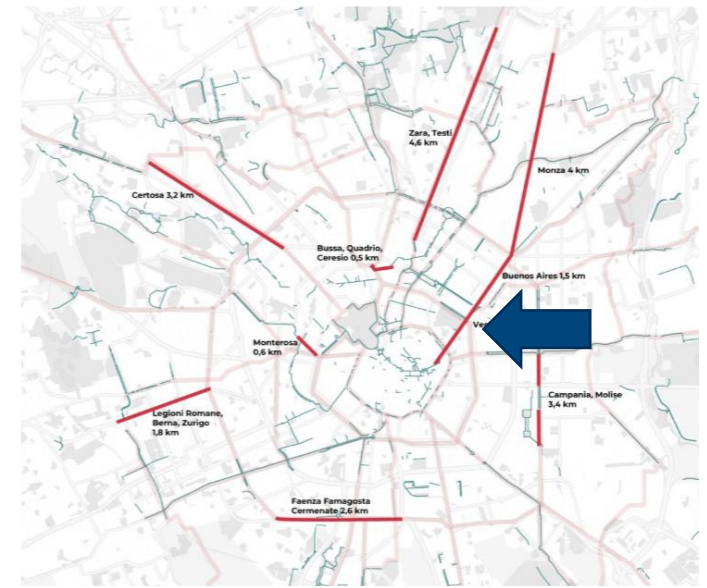 Zara, Testi
4,6 km
Monza 4 km
Certosa 3,2 km
Bussa, Quadrio,
Ceresio 0,5 km
Buenos Aires 1,5 km
Monterosa
0,6 km
Campania, Molise
3,4 km
Legioni Romane,
Berna, Zurigo
1,8 km
Faenza Famagosta
Cermenate 2,6 km